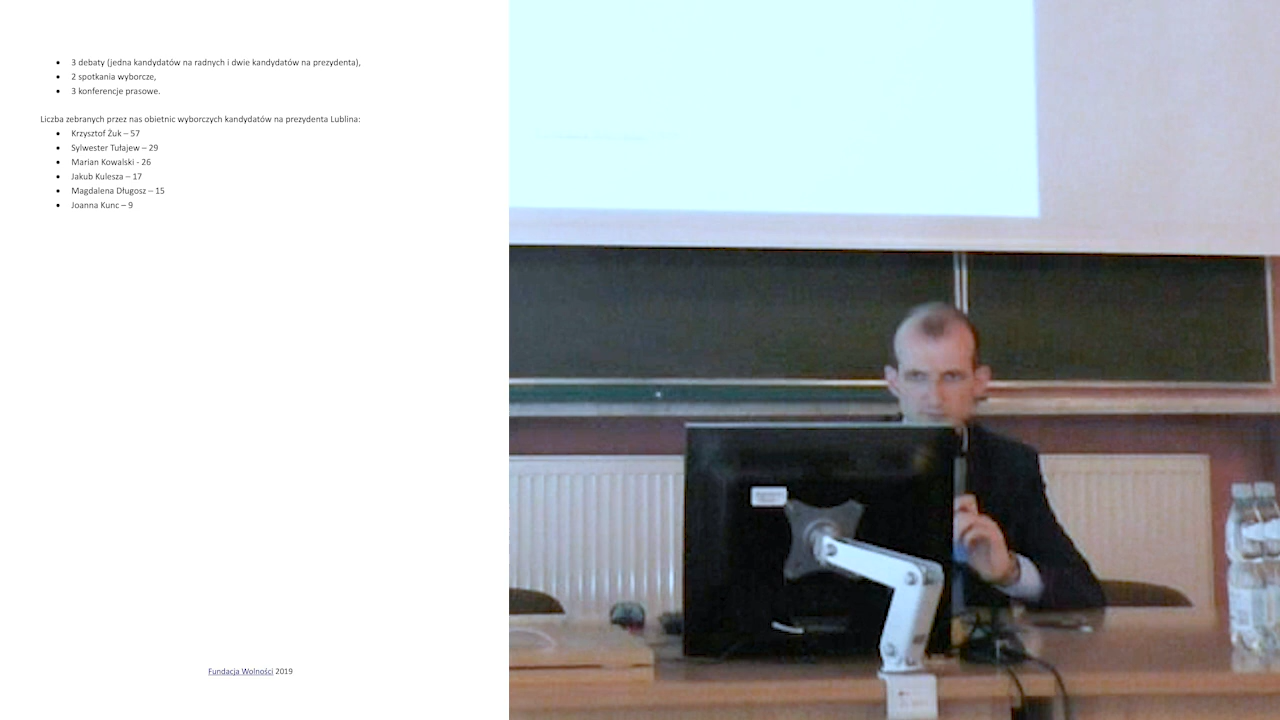 • 3 debaty (jedna kandydatów na radnych i dwie kandydatów na prezydenta),
• 2 spotkania wyborcze,
• 3 konferencje prasowe.
Liczba zebranych przez nas obietnic wyborczych kandydatów na prezydenta Lublina:
• Krzysztof Żuk – 57
• Sylwester Tułajew – 29
• Marian Kowalski - 26
• Jakub Kulesza – 17
• Magdalena Długosz – 15
• Joanna Kunc – 9
Fundacja Wolności 2019